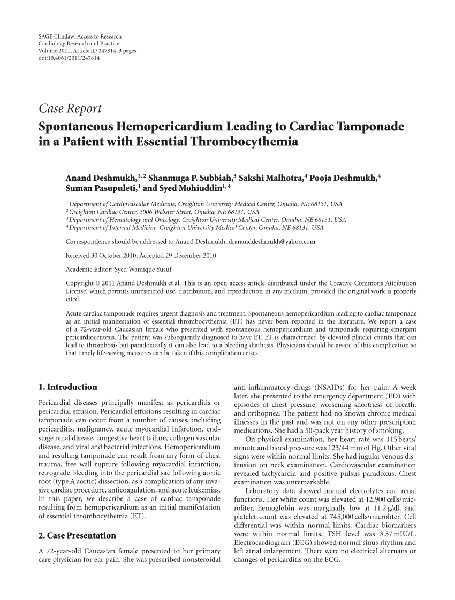 SAGE-Hindawi Access to Research
Cardiology Research and Practice
Volume 2011, Article ID 247814, 3 pages
doi:10.4061/2011/247814
Case Report
Spontaneous Hemopericardium Leading to Cardiac Tamponade
in a Patient with Essential Thrombocythemia
Anand Deshmukh,1, 2 Shanmuga P. Subbiah,3 Sakshi Malhotra,4 Pooja Deshmukh,4
Suman Pasupuleti,1 and Syed Mohiuddin1, 4
1 Department of Cardiovascular Medicine, Creighton University Medical Center, Omaha, NE 68131, USA
2 Creighton Cardiac Center, 3006 Webster Street, Omaha, NE 68131, USA
3 Department of Hematology and Oncology, Creighton University Medical Center, Omaha, NE 68131, USA
4 Department of Internal Medicine, Creighton University Medical Center, Omaha, NE 68131, USA
Correspondence should be addressed to Anand Deshmukh, dranunddeshmukh@yahoo.com
Received 30 October 2010; Accepted 29 December 2010
Academic Editor: Syed Wamique Yusuf
Copyright © 2011 Anand Deshmukh et al. This is an open access article distributed under the Creative Commons Attribution
License, which permits unrestricted use, distribution, and reproduction in any medium, provided the original work is properly
cited.
Acute cardiac tamponade requires urgent diagnosis and treatment. Spontaneous hemopericardium leading to cardiac tamponade
as an initial manifestation of essential thrombocythemia (ET) has never been reported in the literature. We report a case
of a 72-year-old Caucasian female who presented with spontaneous hemopericardium and tamponade requiring emergent
pericardiocentesis. The patient was subsequently diagnosed to have ET. ET is characterized by elevated platelet counts that can
lead to thrombosis but paradoxically it can also lead to a bleeding diathesis. Physicians should be aware of this complication so
that timely life-saving measures can be taken if this complication arises.
1. Introduction
Pericardial diseases principally manifest as pericarditis or
pericardial effusion. Pericardial effusions resulting in cardiac
tamponade can occur from a number of causes, including
pericarditis, malignancy, acute myocardial infarction, end-
stage renal disease, congestive heart failure, collagen vascular
disease, and viral and bacterial infections. Hemopericardium
and resulting tamponade can result from any form of chest
trauma, free wall rupture following myocardial infarction,
retrograde bleeding into the pericardial sac following aortic
root (type A aortic) dissection, as a complication of any inva-
sive cardiac procedure, anticoagulation, and acute leukaemias.
In this paper, we describe a case of cardiac tamponade
resulting from hemopericardium as an initial manifestation
of essential thrombocythemia (ET).
2. Case Presentation
A 72-year-old Caucasian female presented to her primary
care physician for ear pain. She was prescribed nonsteroidal
anti-inflammatory drugs (NSAIDs) for her pain. A week
later, she presented to the emergency department (ED) with
episodes of chest pressure, worsening shortness of breath,
and orthopnea. The patient had no known chronic medical
illnesses in the past and was not on any other prescription
medications. She had a 50-pack year history of smoking.
On physical examination, her heart rate was 115 beats/
minute and blood pressure was 123/44 mm of Hg. Other vital
signs were within normal limits. She had jugular venous dis-
tension on neck examination. Cardiovascular examination
revealed tachycardia and positive pulsus paradoxus. Chest
examination was unremarkable.
Laboratory data showed normal electrolytes and renal
functions. Her white count was elevated at 12,900 cells/mic-
roliter, hemoglobin was marginally low at 11.2 g/dl, and
platelet count was elevated at 745,000 cells/microliter. Cell
differential was within normal limits. Cardiac biomarkers
were within normal limits. TSH level was 3.57 mIU/L.
Electrocardiogram (ECG) showed normal sinus rhythm and
left atrial enlargement. There were no electrical alternans or
changes of pericarditis on the ECG.